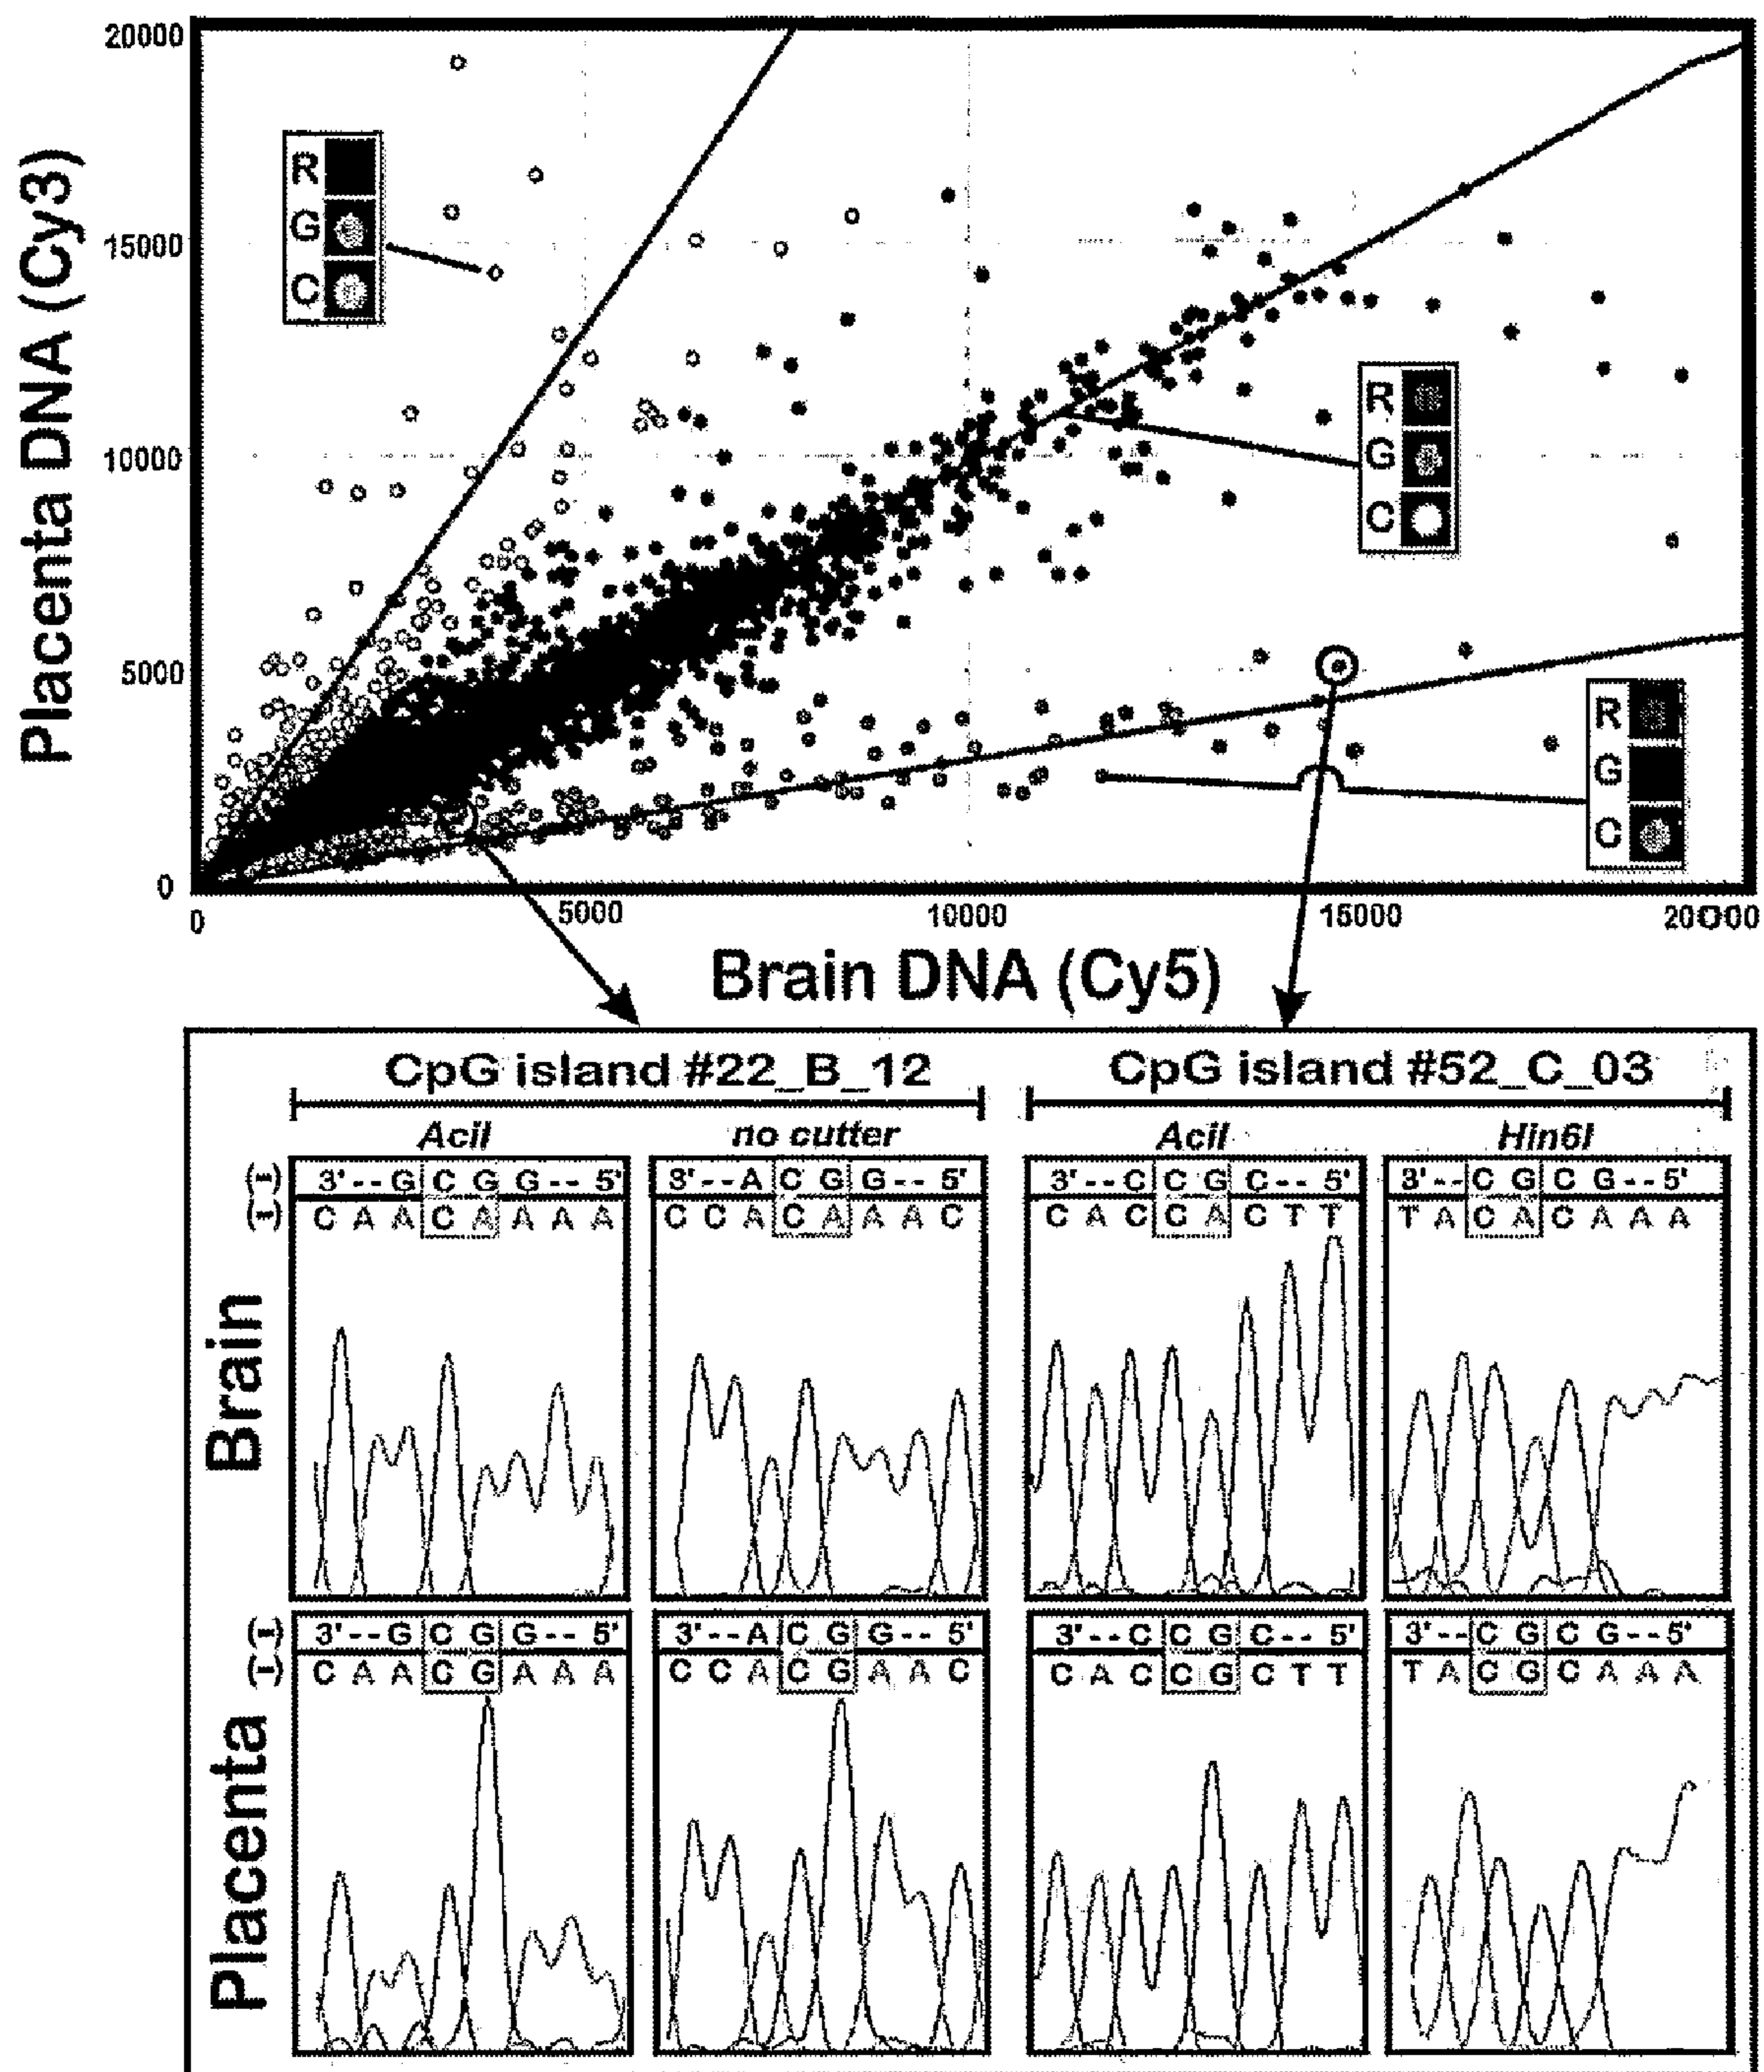 20000
15000
10000
5000
0
Placenta DNA (Cy3)
R
G
C
R
G
C
R
G
C
0 5000 10000 15000 20000
Brain DNA (Cy5)
CpG island #22_B_12 CpG island #52_C_03
AciI no cutter AciI Hin6I
3'--G C G G--5' 3'--A C G G--5' 3'--C C G C--5' 3'--C G C G--5'
C A A C A A A A C C A C A A A C C A C C A C T T T A C A C A A A
Brain
3'--G C G G--5' 3'--A C G G--5' 3'--C C G C--5' 3'--C G C G--5'
C A A C G A A A C C A C G A A C C A C C G C T T T A C G C A A A
Placenta